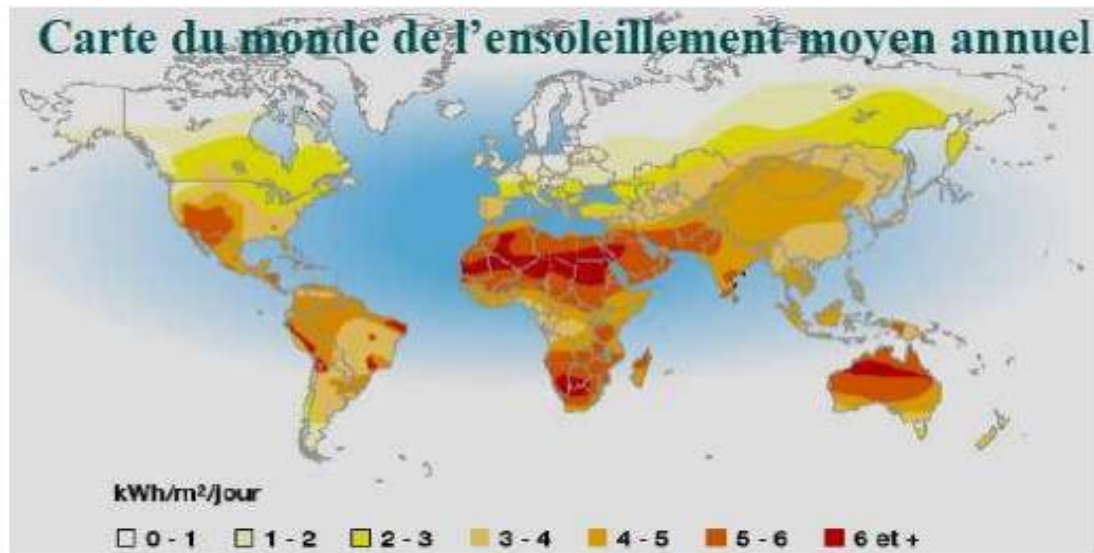 Carte du monde de l'ensoleillement moyen annuel
kWh/m²/jour
0 - 1 1 - 2 2 - 3 3 - 4 4 - 5 5 - 6 6 et +